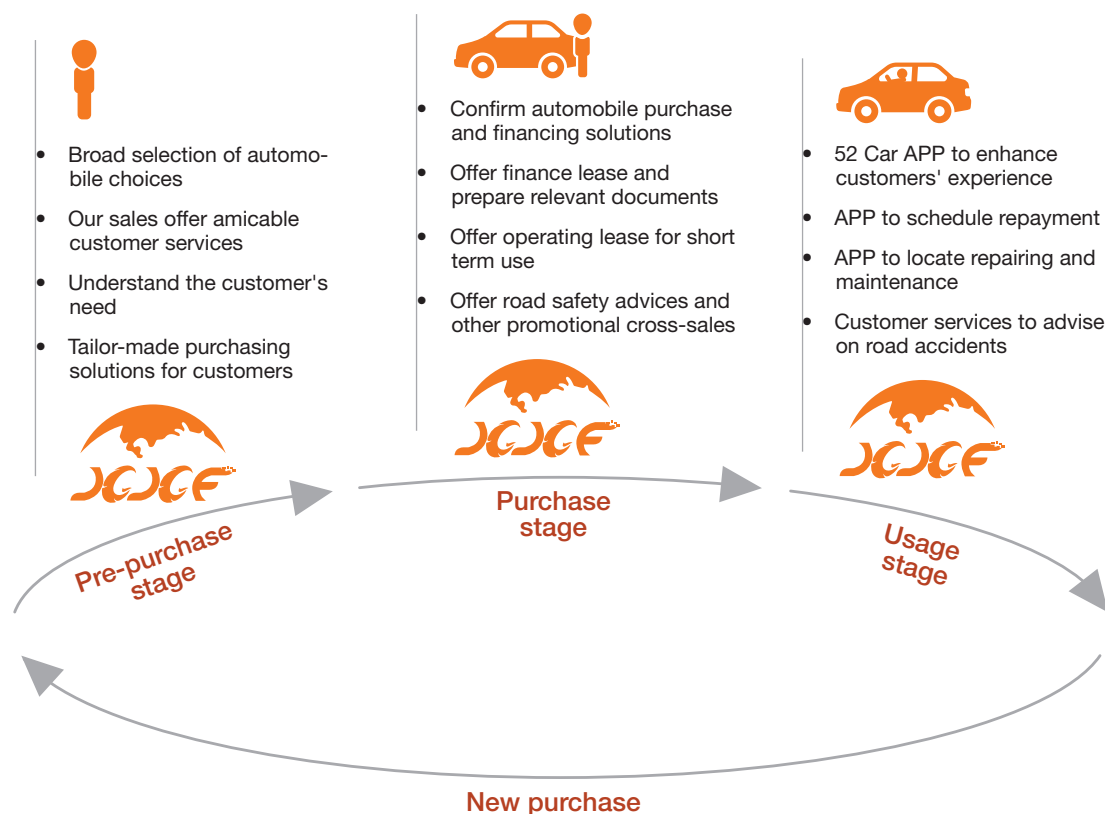 Broad selection of automo-
bile choices
Our sales offer amicable
customer services
Understand the customer's
need
Tailor-made purchasing
solutions for customers
JCJCF
Pre-purchase
stage
Confirm automobile purchase
and financing solutions
Offer finance lease and
prepare relevant documents
Offer operating lease for short
term use
Offer road safety advices and
other promotional cross-sales
JCJCF
Purchase
stage
52 Car APP to enhance
customers' experience
APP to schedule repayment
APP to locate repairing and
maintenance
Customer services to advise
on road accidents
JCJCF
Usage
stage
New purchase